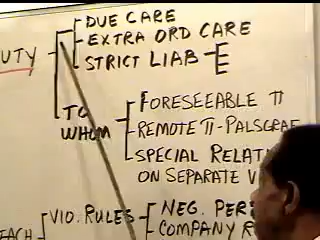 DUE CARE
EXTRA ORD CARE
UTY
STRICT LIAB
TO WHOM
FORESEEABLE π
REMOTE π-PALSGRAF
SPECIAL RELATI
ON SEPARATE
EACH
VIO. RULES
NEG. PER
COMPANY R